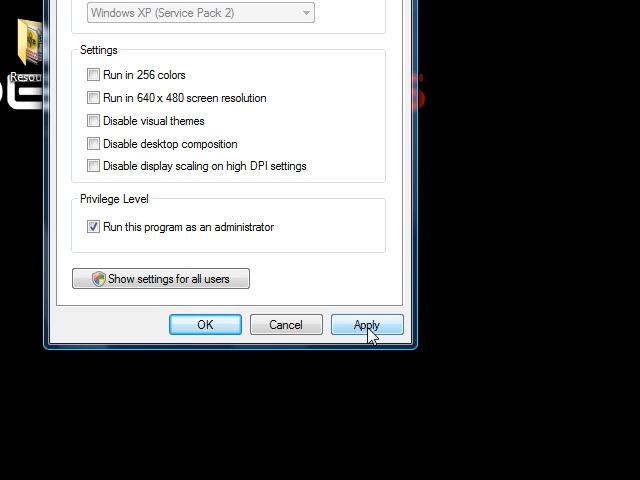 Windows XP (Service Pack 2)
Settings
Run in 256 colors
Run in 640 x 480 screen resolution
Disable visual themes
Disable desktop composition
Disable display scaling on high DPI settings
Privilege Level
Run this program as an administrator
Show settings for all users
OK Cancel Apply
Resou